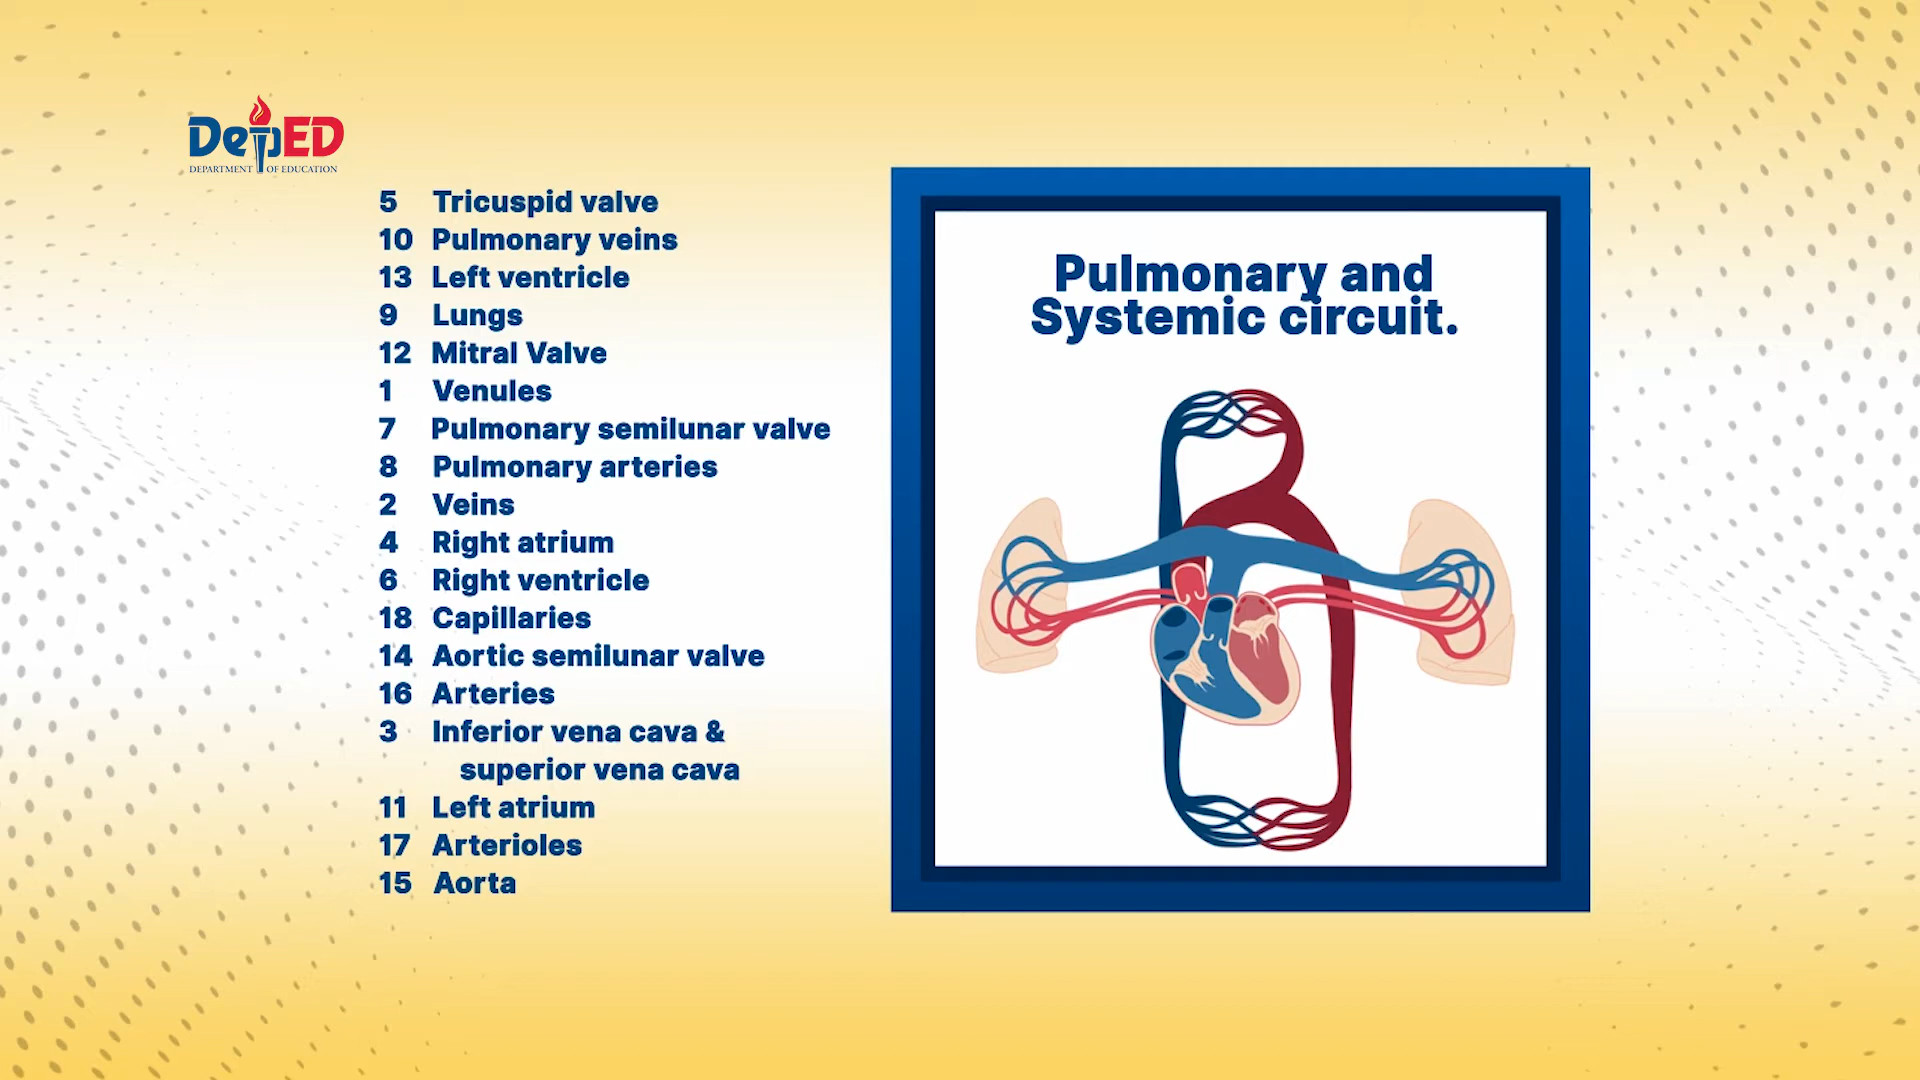 DepED
DEPARTMENT OF EDUCATION
5 Tricuspid valve
10 Pulmonary veins
13 Left ventricle
9 Lungs
12 Mitral Valve
1 Venules
7 Pulmonary semilunar valve
8 Pulmonary arteries
2 Veins
4 Right atrium
6 Right ventricle
18 Capillaries
14 Aortic semilunar valve
16 Arteries
3 Inferior vena cava &
superior vena cava
11 Left atrium
17 Arterioles
15 Aorta
Pulmonary and
Systemic circuit.